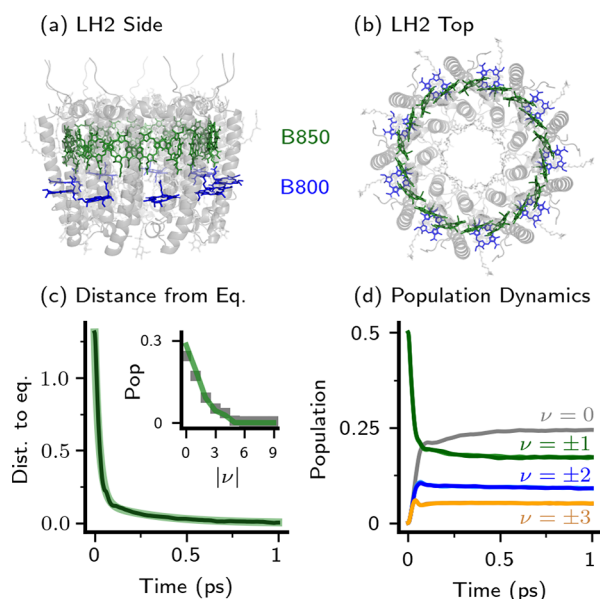 (a) LH2 Side
(b) LH2 Top
B850
B800
(c) Distance from Eq.
Dist. to eq.
1.0
0.5
0.0
0
0.5
1
Time (ps)
Pop
0.3
0
0
3
6
9
|ν|
(d) Population Dynamics
Population
0.5
0.25
0
0
0.5
1
Time (ps)
ν = 0
ν = ±1
ν = ±2
ν = ±3